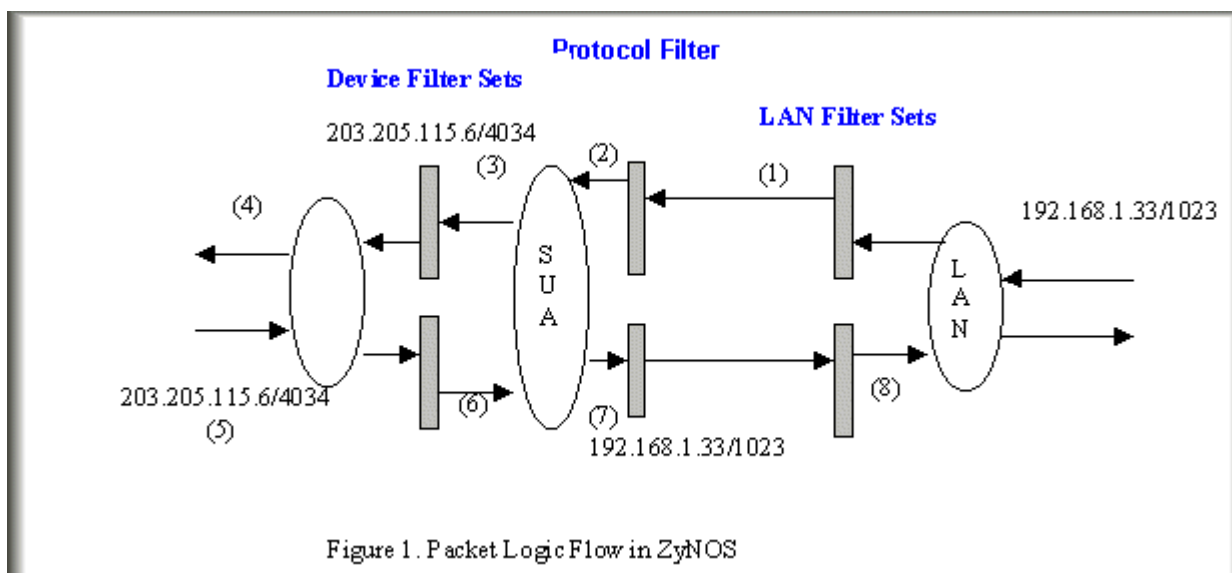 Protocol Filter
Device Filter Sets
LAN Filter Sets
203.205.115.6/4034
(3)
(2)
(1)
(4)
192.168.1.33/1023
S
U
A
L
A
N
203.205.115.6/4034
(5)
(6)
(7)
(8)
192.168.1.33/1023
Figure 1. Packet Logic Flow in ZyNOS